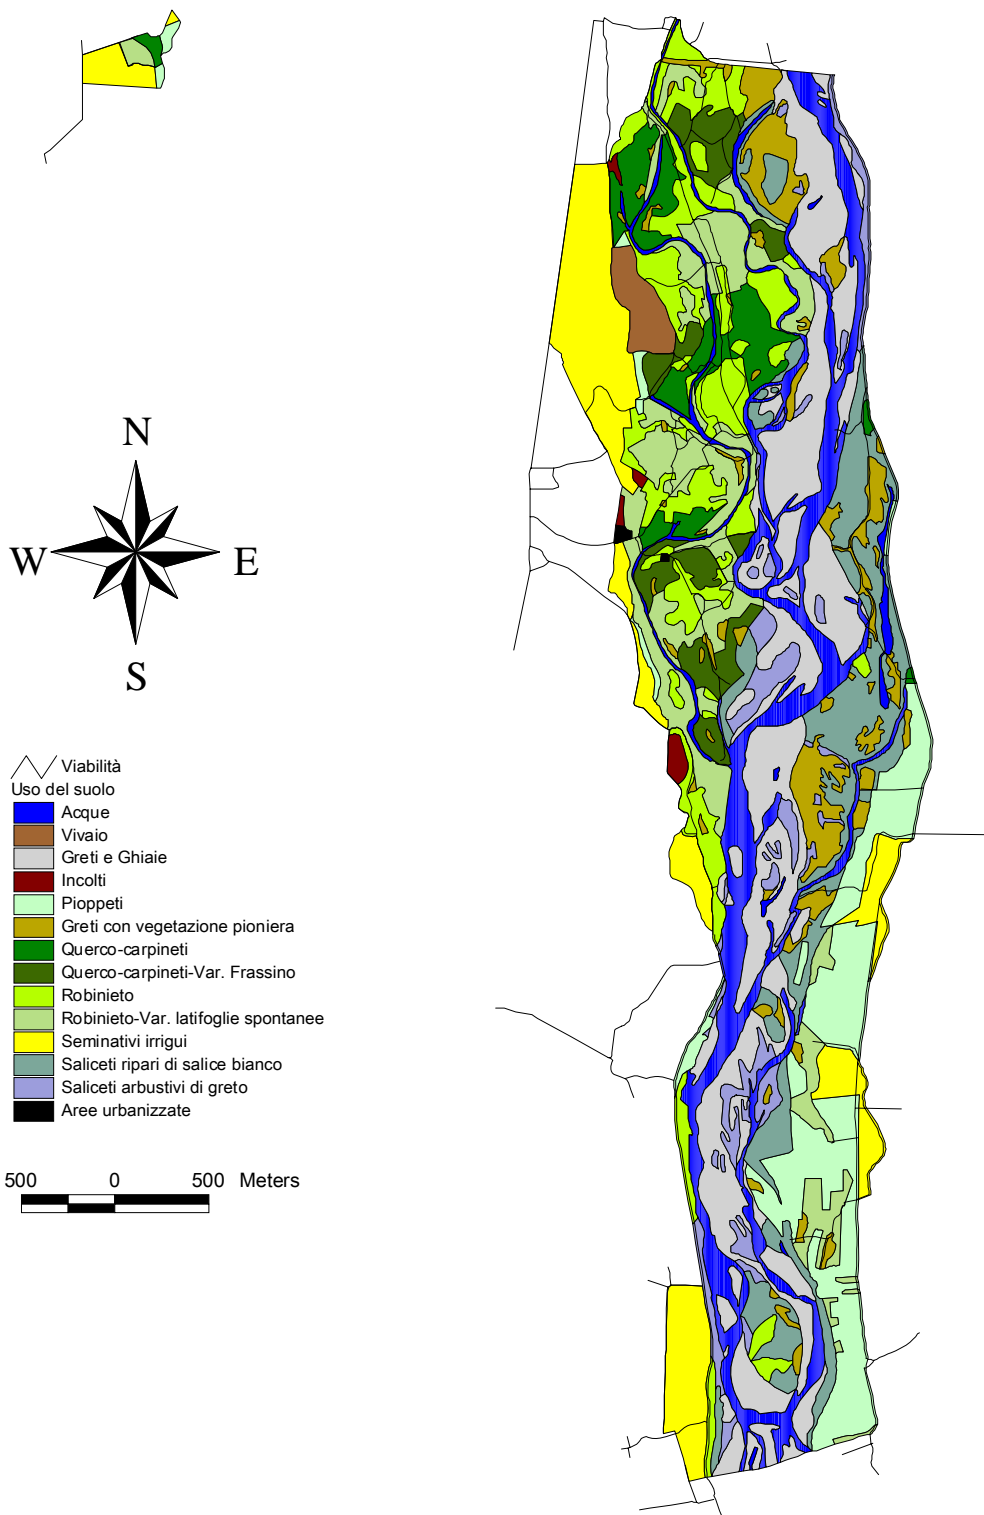 N
W
E
S
Viabilità
Uso del suolo
Acque
Vivaio
Greti e Ghiaie
Incolti
Pioppeti
Greti con vegetazione pioniera
Querco-carpineti
Querco-carpineti-Var. Frassino
Robinieto
Robinieto-Var. latifoglie spontanee
Seminativi irrigui
Saliceti ripari di salice bianco
Saliceti arbustivi di greto
Aree urbanizzate
500 0 500 Meters